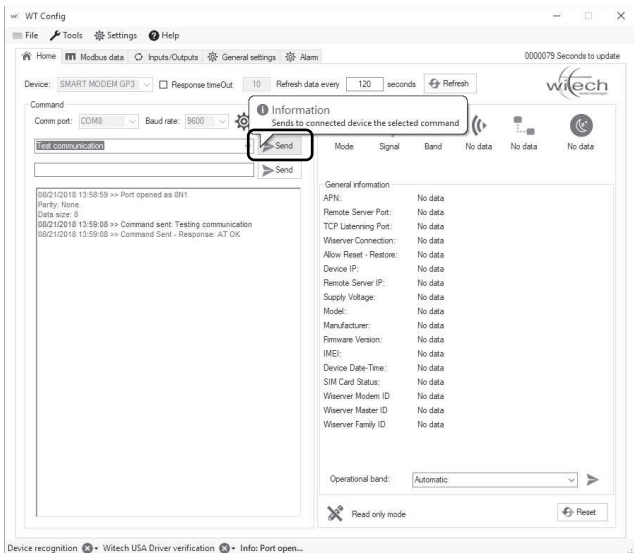 WT Config
File Tools Settings Help
Home Modbus data Inputs/Outputs General settings Alarm 0000079 Seconds to update
Device: SMART MODEM GP3 Response timeOut 10 Refresh data every 120 seconds Refresh
witech
Command
Comm port: COM8 Baud rate: 9600
Information
Sends to connected device the selected command
Test communication Send
Mode Signal Band No data No data No data
Send
08/21/2018 13:58:59 >> Port opened as 8N1
Parity: None
Data size: 8
08/21/2018 13:59:08 >> Command sent: Testing communication
08/21/2018 13:59:08 >> Command Sent - Response: AT OK
General information
APN: No data
Remote Server Port: No data
TCP Listenning Port: No data
Wiserver Connection: No data
Allow Reset - Restore: No data
Device IP: No data
Remote Server IP: No data
Supply Voltage: No data
Model: No data
Manufacturer: No data
Firmware Version: No data
IMEI: No data
Device Date-Time: No data
SIM Card Status: No data
Wiserver Modem ID No data
Wiserver Master ID No data
Wiserver Family ID No data
Operational band: Automatic
Read only mode Reset
Device recognition Witech USA Driver verification Info: Port open...